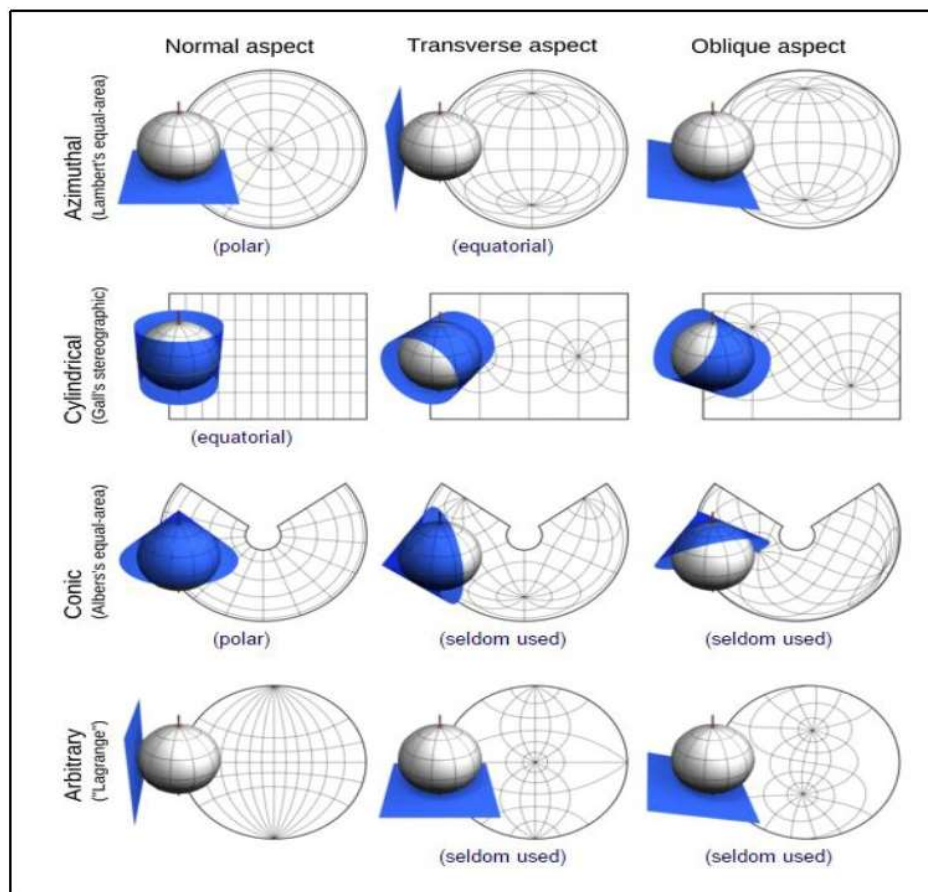 Normal aspect
Transverse aspect
Oblique aspect
Azimuthal
(Lambert's equal-area)
(polar)
(equatorial)
Cylindrical
(Gall's stereographic)
(equatorial)
Conic
(Albers's equal-area)
(polar)
(seldom used)
(seldom used)
Arbitrary
("Lagrange")
(seldom used)
(seldom used)